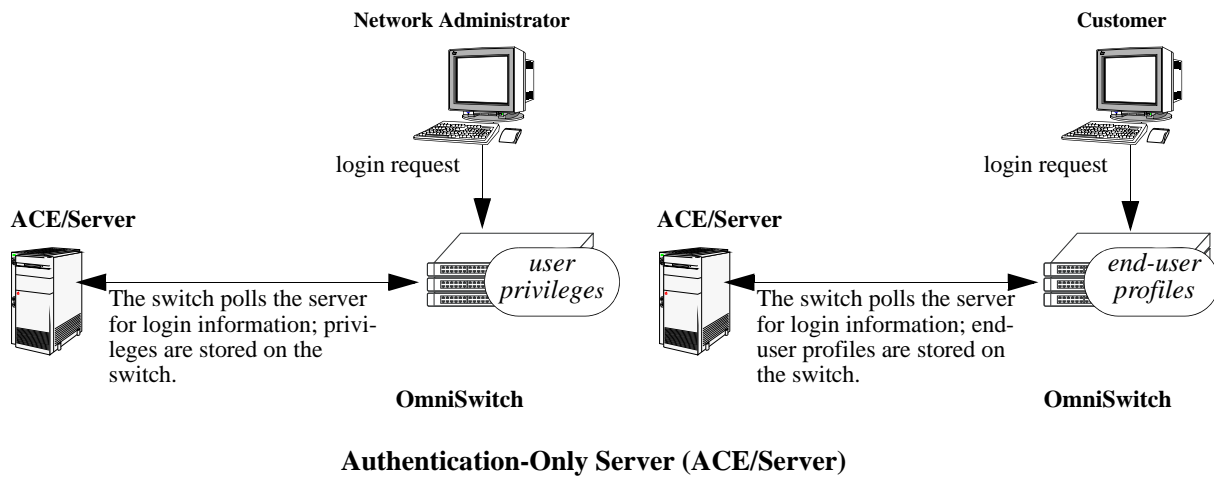 Network Administrator
login request
ACE/Server
user
privileges
The switch polls the server
for login information; privi-
leges are stored on the
switch.
OmniSwitch
Customer
login request
ACE/Server
end-user
profiles
The switch polls the server
for login information; end-
user profiles are stored on
the switch.
OmniSwitch
Authentication-Only Server (ACE/Server)